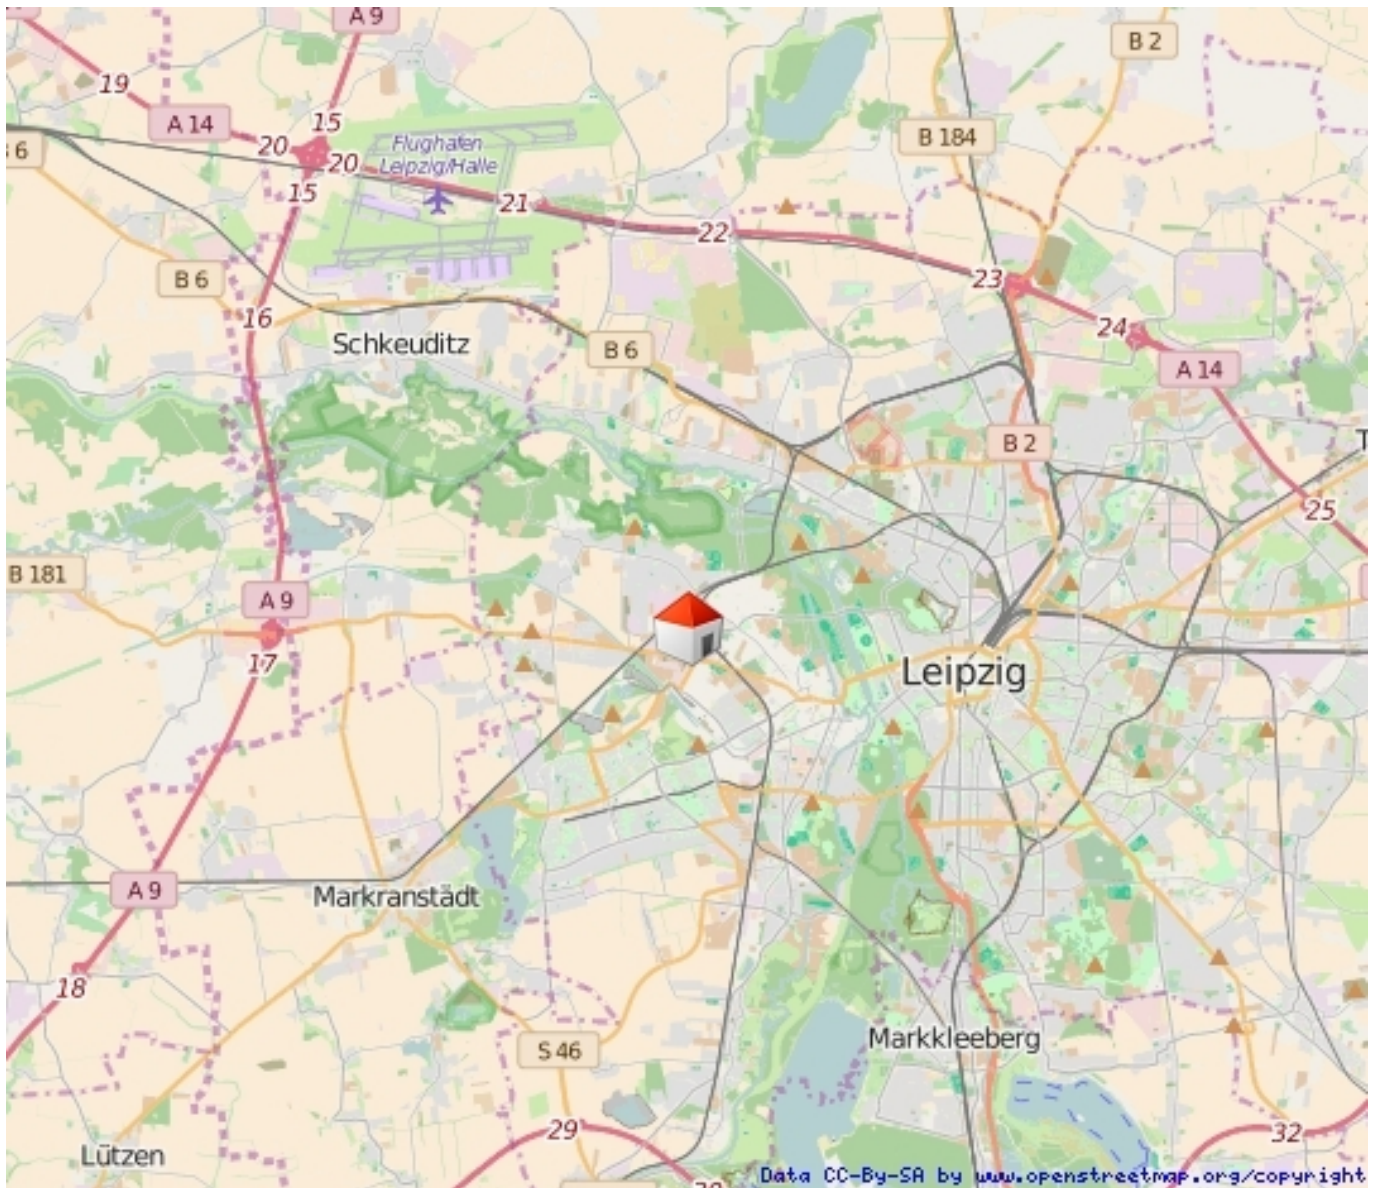 A 9
B 2
19
A 14
15
B 184
20
Flughafen
Leipzig/Halle
20
6
15
21
22
B 6
23
16
24
Schkeuditz
B 6
A 14
B 2
T
25
B 181
A 9
17
Leipzig
A 9
Markranstädt
18
Markkleeberg
S 46
29
32
Lützen
Data CC-By-SA by www.openstreetmap.org/copyright